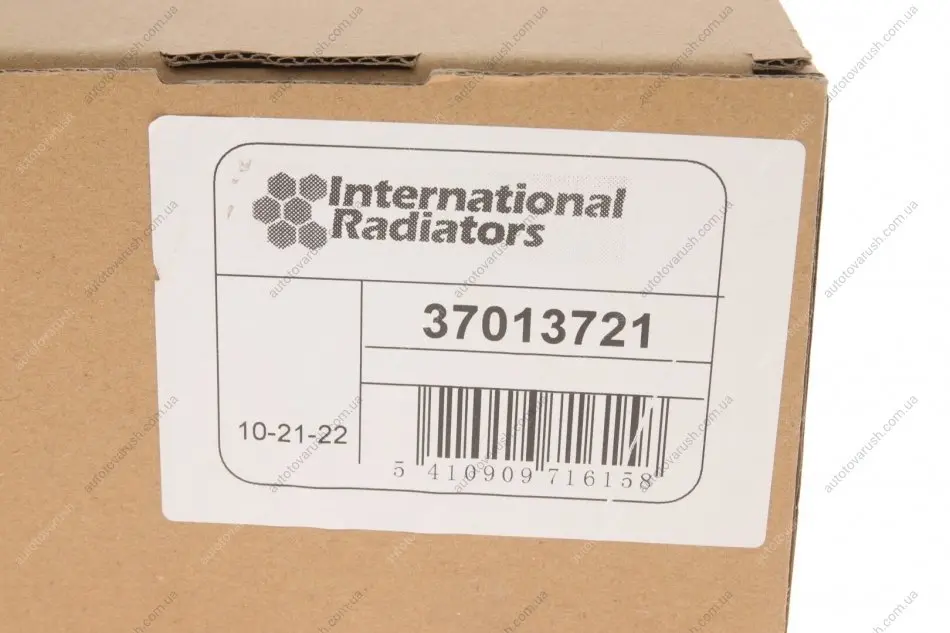 International
Radiators
37013721
10-21-22
5 410909 716158
autotovarush.com.ua